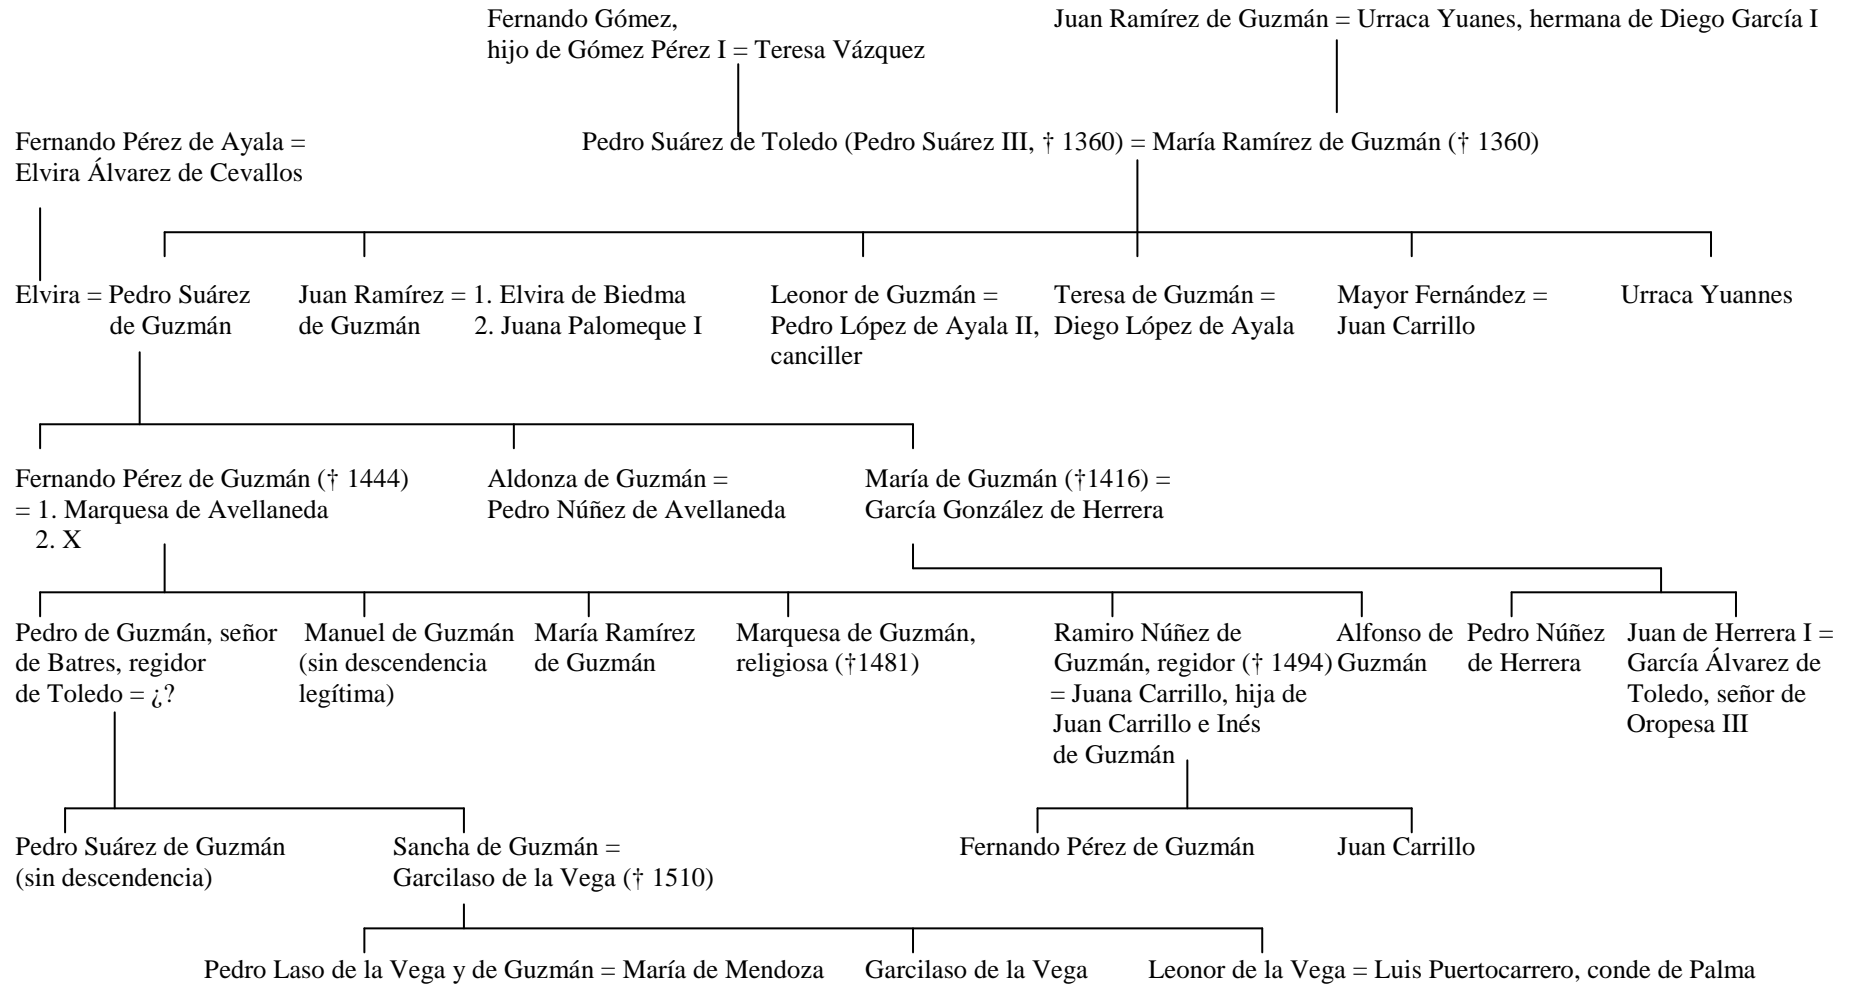 Fernando Gómez,
hijo de Gómez Pérez I = Teresa Vázquez
Juan Ramírez de Guzmán = Urraca Yuanes, hermana de Diego García I
Fernando Pérez de Ayala =
Elvira Álvarez de Cevallos
Pedro Suárez de Toledo (Pedro Suárez III, † 1360) = María Ramírez de Guzmán († 1360)
Elvira = Pedro Suárez
de Guzmán
Juan Ramírez = 1. Elvira de Biedma
de Guzmán 2. Juana Palomeque I
Leonor de Guzmán =
Pedro López de Ayala II,
canciller
Teresa de Guzmán =
Diego López de Ayala
Mayor Fernández =
Juan Carrillo
Urraca Yuannes
Fernando Pérez de Guzmán († 1444)
= 1. Marquesa de Avellaneda
2. X
Aldonza de Guzmán =
Pedro Núñez de Avellaneda
María de Guzmán (†1416) =
García González de Herrera
Pedro de Guzmán, señor
de Batres, regidor
de Toledo = ¿?
Manuel de Guzmán
(sin descendencia
legítima)
María Ramírez
de Guzmán
Marquesa de Guzmán,
religiosa (†1481)
Ramiro Núñez de
Guzmán, regidor († 1494)
= Juana Carrillo, hija de
Juan Carrillo e Inés
de Guzmán
Alfonso de
Guzmán
Pedro Núñez
de Herrera
Juan de Herrera I =
García Álvarez de
Toledo, señor de
Oropesa III
Pedro Suárez de Guzmán
(sin descendencia)
Sancha de Guzmán =
Garcilaso de la Vega († 1510)
Fernando Pérez de Guzmán
Juan Carrillo
Pedro Laso de la Vega y de Guzmán = María de Mendoza
Garcilaso de la Vega
Leonor de la Vega = Luis Puertocarrero, conde de Palma